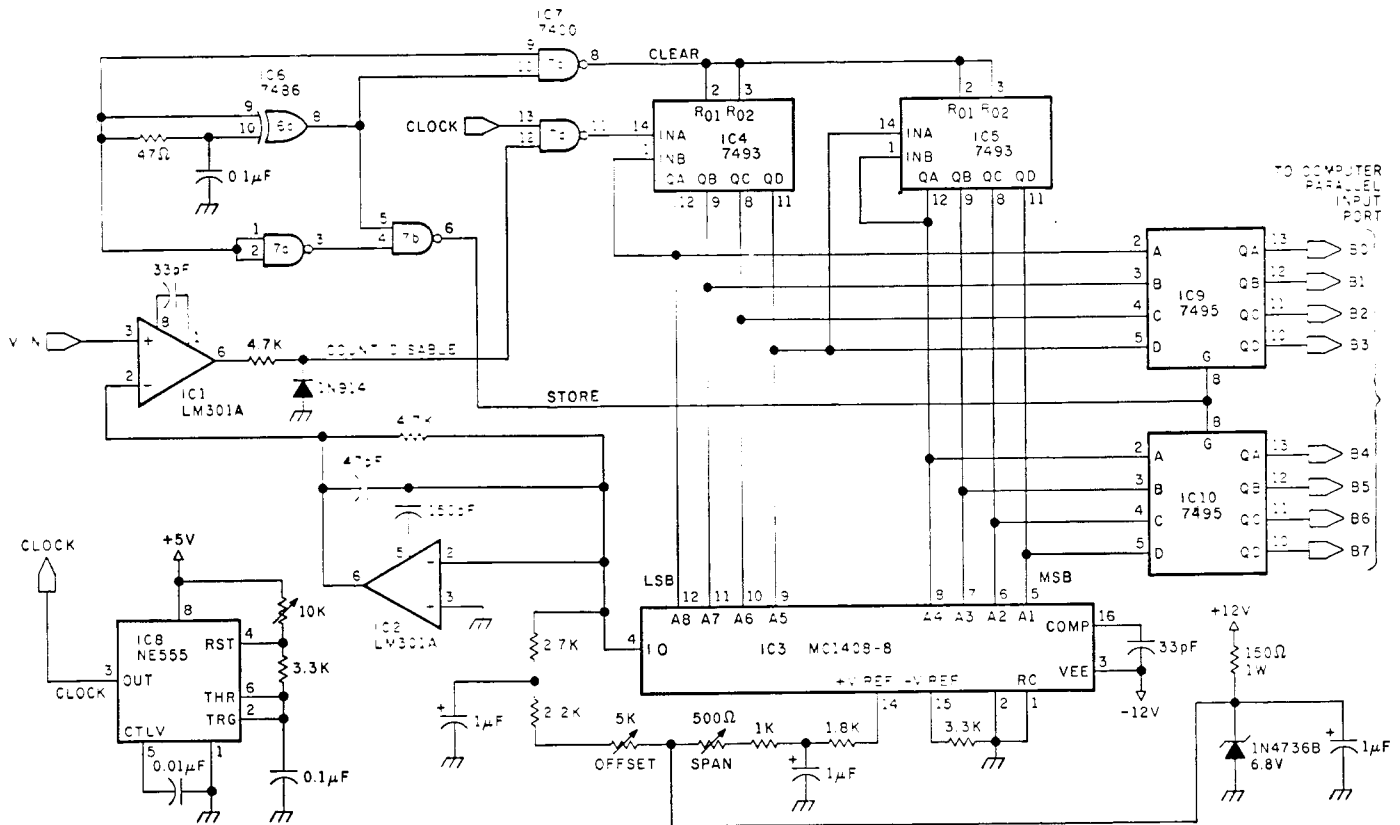 IC7
7400
9
10
8
CLEAR
IC6
7486
9
10
8
47Ω
0.1µF
CLOCK
13
12
11
2
3
R01 R02
14
1
INA
INB
IC4
7493
QA QB QC QD
12
9
8
11
2
3
R01 R02
14
1
INA
INB
IC5
7493
QA QB QC QD
12
9
8
11
TO COMPUTER
PARALLEL
INPUT
PORT
1
2
7a
3
5
4
7b
6
33pF
8
1
V IN
3
2
+
-
6
IC1
LM301A
4.7K
COUNT DISABLE
1N914
STORE
2
3
4
5
A
B
C
D
IC9
7495
QA
QB
QC
QD
13
12
11
10
B0
B1
B2
B3
G
8
8
G
2
3
4
5
A
B
C
D
IC10
7495
QA
QB
QC
QD
13
12
11
10
B4
B5
B6
B7
4.7K
47pF
150pF
5
6
2
3
-
+
IC2
LM301A
CLOCK
+5V
8
10K
IC8
NE555
RST
4
3.3K
3
OUT
CLOCK
THR
6
TRG
2
CTLV
5
1
0.01µF
0.1µF
LSB
12
11
10
9
8
7
6
5
MSB
A8 A7 A6 A5
A4 A3 A2 A1
4
IO
IC3 MC1408-8
COMP
16
VEE
3
33pF
-12V
+V REF -V REF
RC
14
15
2
1
2.7K
2.2K
1µF
5K
OFFSET
500Ω
SPAN
1K
1.8K
1µF
3.3K
+12V
150Ω
1W
1N4736B
6.8V
1µF